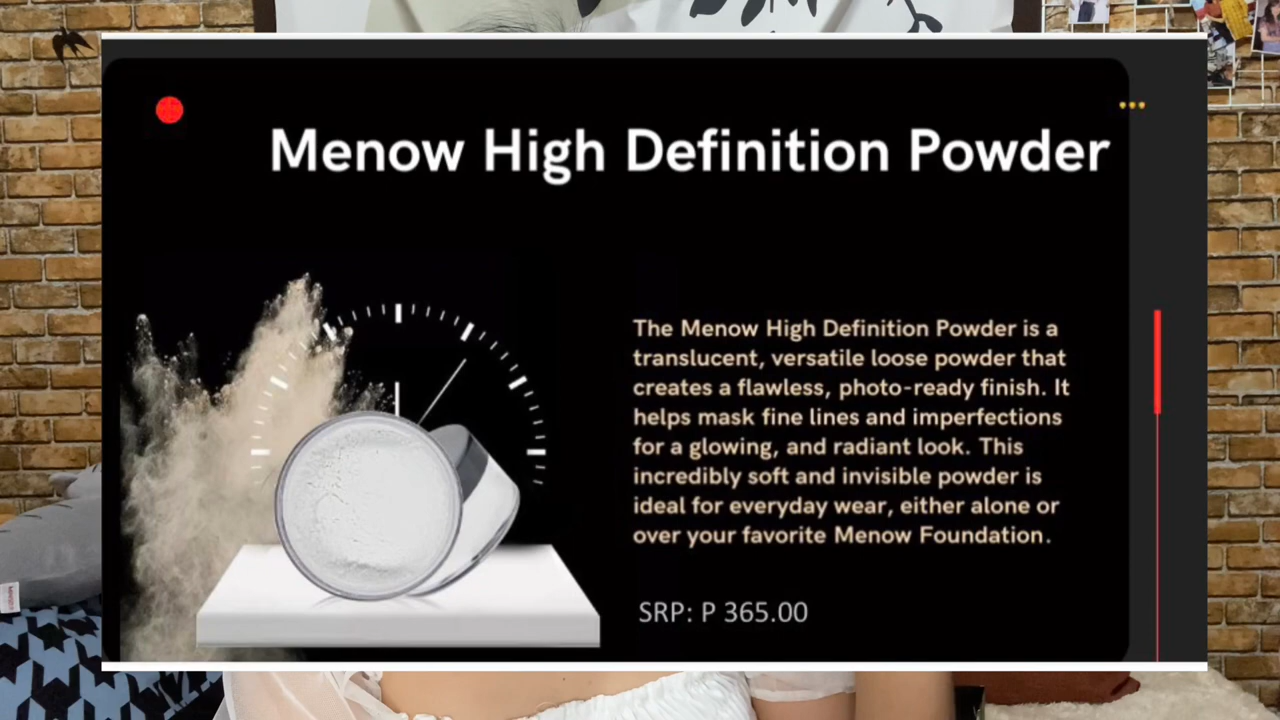 Menow High Definition Powder
The Menow High Definition Powder is a
translucent, versatile loose powder that
creates a flawless, photo-ready finish. It
helps mask fine lines and imperfections
for a glowing, and radiant look. This
incredibly soft and invisible powder is
ideal for everyday wear, either alone or
over your favorite Menow Foundation.
SRP: P 365.00